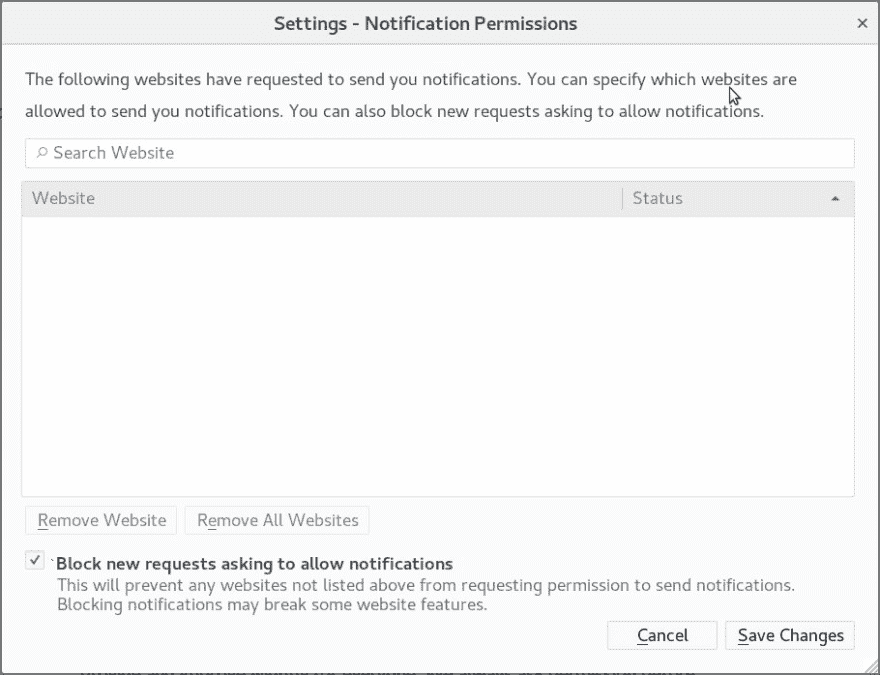 Settings - Notification Permissions
The following websites have requested to send you notifications. You can specify which websites are
allowed to send you notifications. You can also block new requests asking to allow notifications.
Search Website
Website Status
Remove Website Remove All Websites
Block new requests asking to allow notifications
This will prevent any websites not listed above from requesting permission to send notifications.
Blocking notifications may break some website features.
Cancel Save Changes